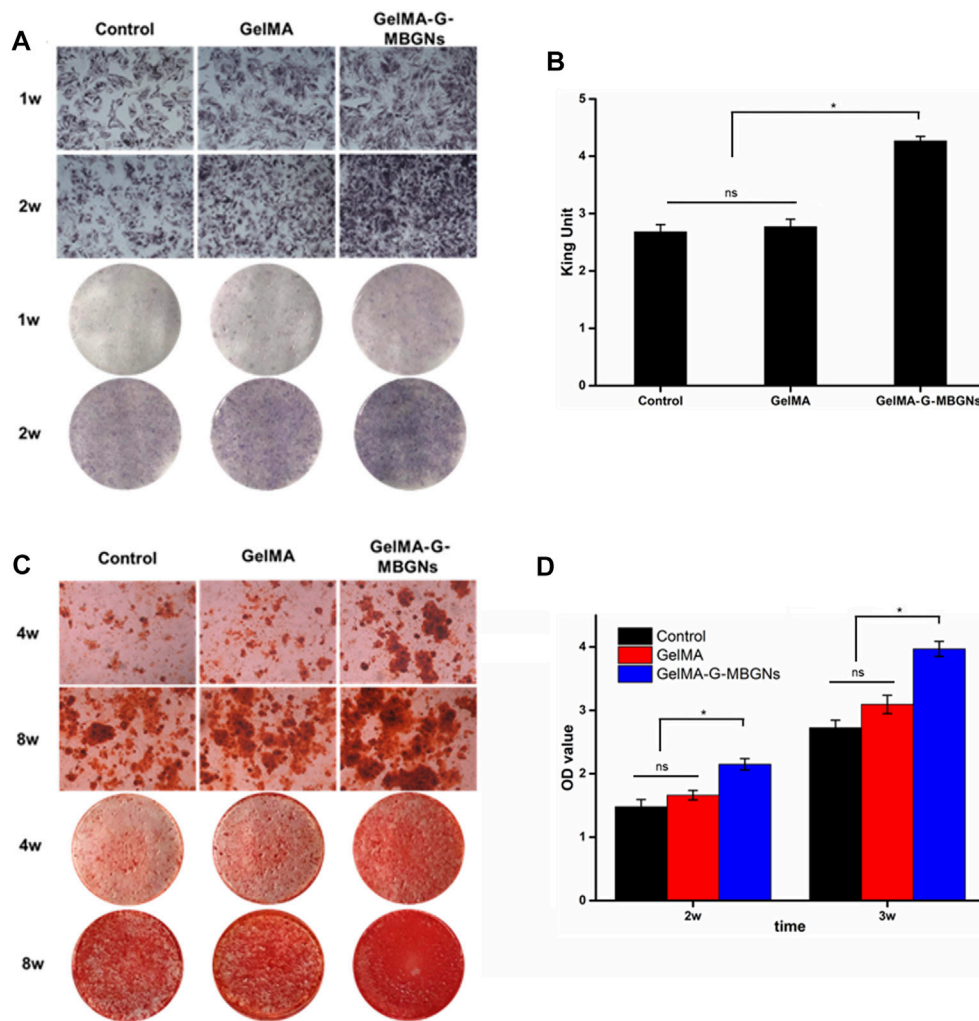 A
Control
GelMA
GelMA-G-
MBGNs
1w
2w
1w
2w
B
King Unit
5
4
3
2
1
0
*
ns
Control
GelMA
GelMA-G-MBGNs
C
Control
GelMA
GelMA-G-
MBGNs
4w
8w
4w
8w
D
OD value
4
3
2
1
0
Control
GelMA
GelMA-G-MBGNs
ns
*
ns
*
2w
3w
time